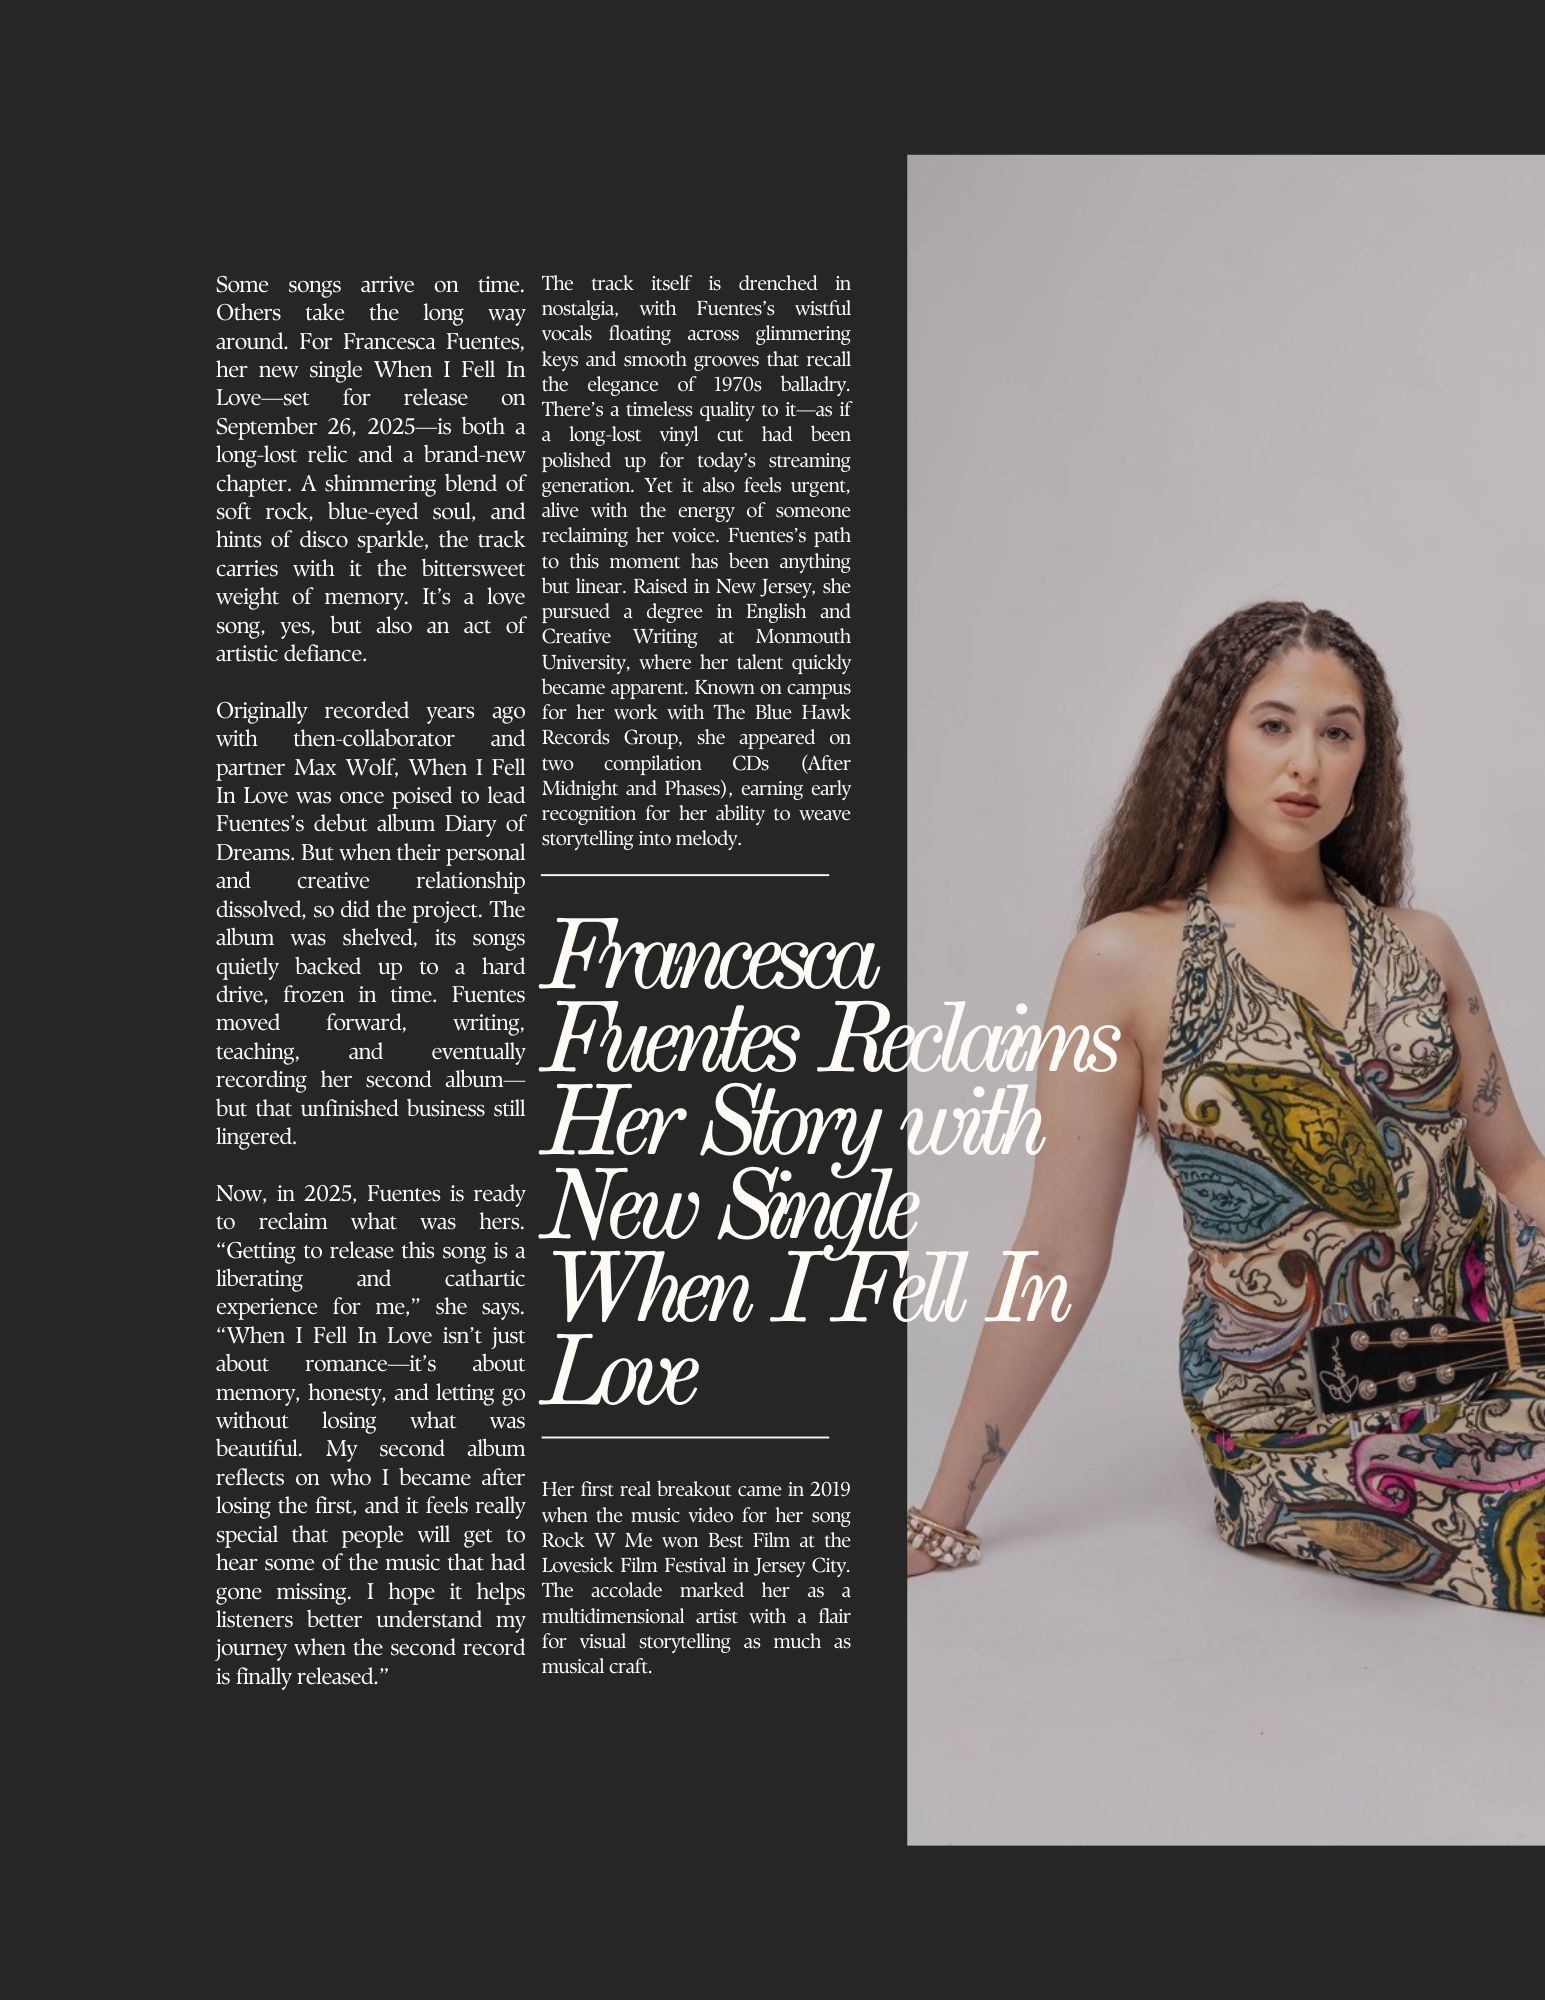 Some songs arrive on time.
Others take the long way
around. For Francesca Fuentes,
her new single When I Fell In
Love—set for release on
September 26, 2025—is both a
long-lost relic and a brand-new
chapter. A shimmering blend of
soft rock, blue-eyed soul, and
hints of disco sparkle, the track
carries with it the bittersweet
weight of memory. It’s a love
song, yes, but also an act of
artistic defiance.
Originally recorded years ago
with then-collaborator and
partner Max Wolf, When I Fell
In Love was once poised to lead
Fuentes’s debut album Diary of
Dreams. But when their personal
and creative relationship
dissolved, so did the project. The
album was shelved, its songs
quietly backed up to a hard
drive, frozen in time. Fuentes
moved forward, writing,
teaching, and eventually
recording her second album—
but that unfinished business still
lingered.
Now, in 2025, Fuentes is ready
to reclaim what was hers.
“Getting to release this song is a
liberating and cathartic
experience for me,” she says.
“When I Fell In Love isn’t just
about romance—it’s about
memory, honesty, and letting go
without losing what was
beautiful. My second album
reflects on who I became after
losing the first, and it feels really
special that people will get to
hear some of the music that had
gone missing. I hope it helps
listeners better understand my
journey when the second record
is finally released.”
The track itself is drenched in
nostalgia, with Fuentes’s wistful
vocals floating across glimmering
keys and smooth grooves that recall
the elegance of 1970s balladry.
There’s a timeless quality to it—as if
a long-lost vinyl cut had been
polished up for today’s streaming
generation. Yet it also feels urgent,
alive with the energy of someone
reclaiming her voice. Fuentes’s path
to this moment has been anything
but linear. Raised in New Jersey, she
pursued a degree in English and
Creative Writing at Monmouth
University, where her talent quickly
became apparent. Known on campus
for her work with The Blue Hawk
Records Group, she appeared on
two compilation CDs (After
Midnight and Phases), earning early
recognition for her ability to weave
storytelling into melody.
Francesca
Fuentes Reclaims
Her Story with
New Single
When I Fell In
Love
Her first real breakout came in 2019
when the music video for her song
Rock W Me won Best Film at the
Lovesick Film Festival in Jersey City.
The accolade marked her as a
multidimensional artist with a flair
for visual storytelling as much as
musical craft.